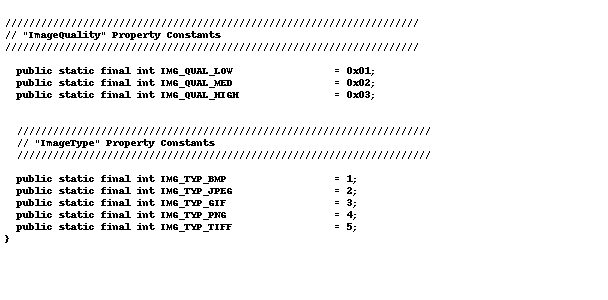 /////////////////////////////////////////////////////////////////////
// "ImageQuality" Property Constants
/////////////////////////////////////////////////////////////////////
public static final int IMG_QUAL_LOW = 0x01;
public static final int IMG_QUAL_MED = 0x02;
public static final int IMG_QUAL_HIGH = 0x03;
/////////////////////////////////////////////////////////////////////
// "ImageType" Property Constants
/////////////////////////////////////////////////////////////////////
public static final int IMG_TYP_BMP = 1;
public static final int IMG_TYP_JPEG = 2;
public static final int IMG_TYP_GIF = 3;
public static final int IMG_TYP_PNG = 4;
public static final int IMG_TYP_TIFF = 5;
}